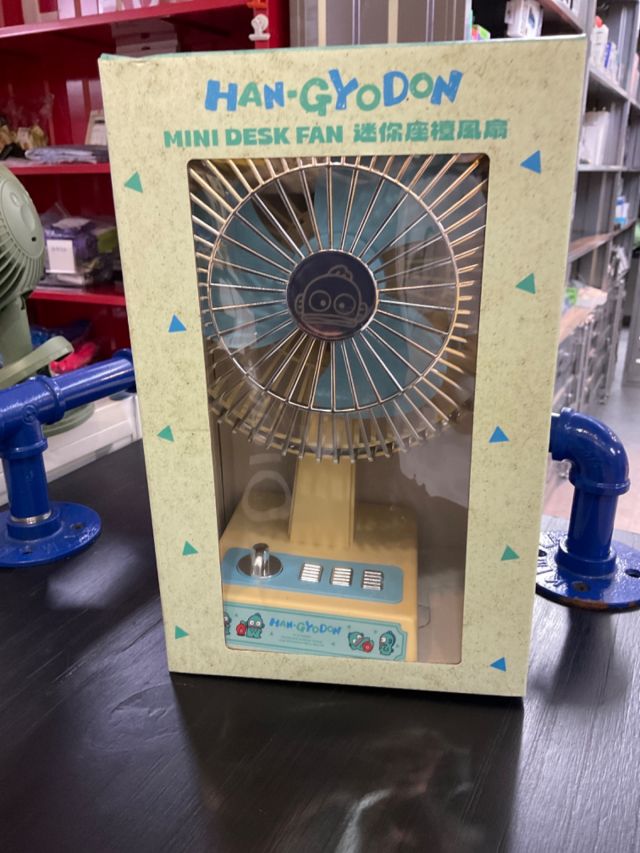 HAN-GYODON
MINI DESK FAN 迷你座檯風扇
HAN-GYODON